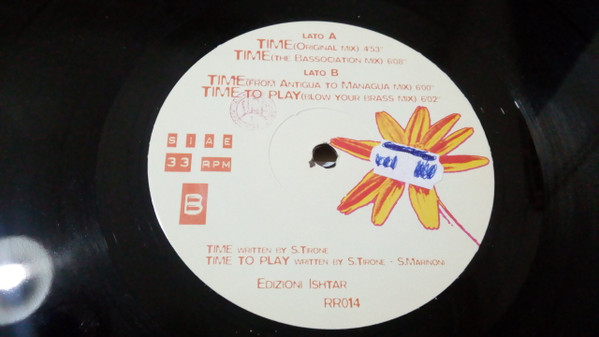 LATO A
TIME (ORIGINAL MIX) 4'53"
TIME (THE BASSOCIATION MIX) 6'08"
LATO B
TIME (FROM ANTIGUA TO MANAGUA MIX) 6'00"
TIME TO PLAY (BLOW YOUR BRASS MIX) 6'02"
SIAE
33 RPM
B
TIME WRITTEN BY S.TIRONE
TIME TO PLAY WRITTEN BY S.TIRONE - S.MARINONI
EDIZIONI ISHTAR
RR014